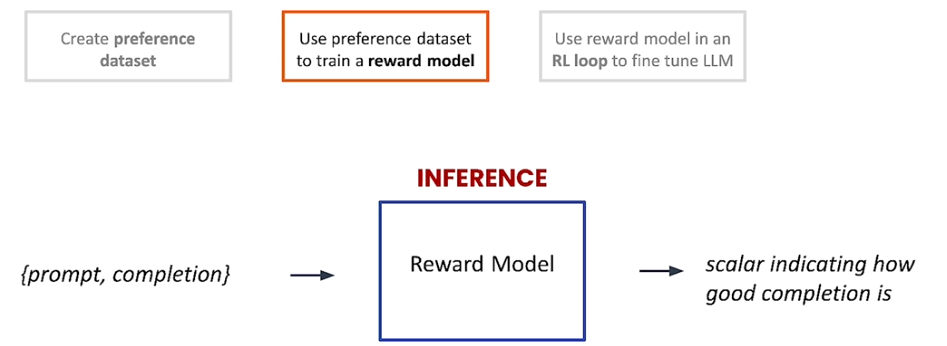 Create preference
dataset
Use preference dataset
to train a reward model
Use reward model in an
RL loop to fine tune LLM
INFERENCE
{prompt, completion}
Reward Model
scalar indicating how
good completion is